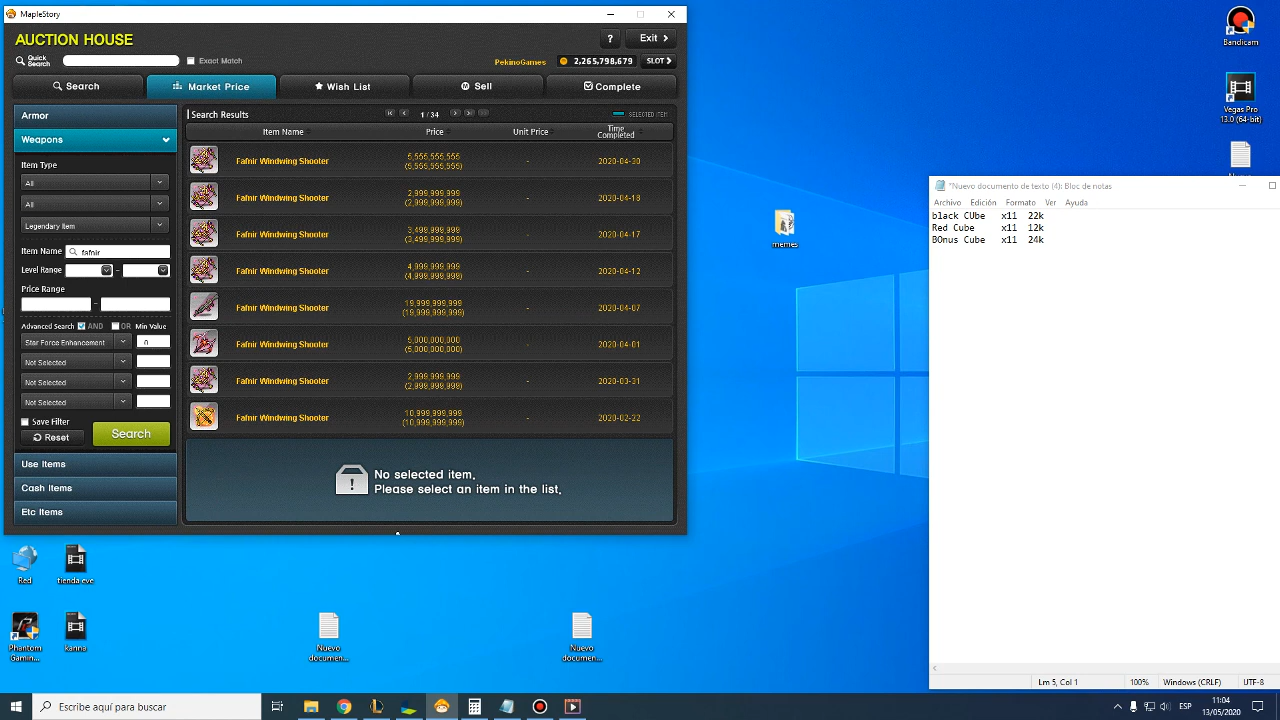 MapleStory
AUCTION HOUSE
? Exit
Quick Search
Exact Match
PekinoGames 2,265,798,679 SLOT
Search Market Price Wish List Sell Complete
Armor
Weapons
Item Type
All
All
Legendary Item
Item Name fafnir
Level Range -
Price Range
-
Advanced Search AND OR Min Value
Star Force Enhancement 0
Not Selected
Not Selected
Not Selected
Save Filter
Reset Search
Use Items
Cash Items
Etc Items
Search Results 1 / 34 SELECTED ITEM
Item Name Price Unit Price Time Completed
Fafnir Windwing Shooter 5,555,555,555 (5,555,555,555) - 2020-04-30
Fafnir Windwing Shooter 2,999,999,999 (2,999,999,999) - 2020-04-18
Fafnir Windwing Shooter 3,499,999,999 (3,499,999,999) - 2020-04-17
Fafnir Windwing Shooter 4,999,999,999 (4,999,999,999) - 2020-04-12
Fafnir Windwing Shooter 19,999,999,999 (19,999,999,999) - 2020-04-07
Fafnir Windwing Shooter 5,000,000,000 (5,000,000,000) - 2020-04-01
Fafnir Windwing Shooter 2,999,999,999 (2,999,999,999) - 2020-03-31
Fafnir Windwing Shooter 10,999,999,999 (10,999,999,999) - 2020-02-22
No selected item.
Please select an item in the list.
memes
Bandicam
Vegas Pro
13.0 (64-bit)
*Nuevo documento de texto (4): Bloc de notas
Archivo Edición Formato Ver Ayuda
black CUbe x11 22k
Red Cube x11 12k
BOnus Cube x11 24k
Lín 5, Col 1 100% Windows (CRLF) UTF-8
Red
tienda eve
Phantom
Gamin...
kanna
Nuevo
documen...
Nuevo
documen...
Escribe aquí para buscar
ESP
11:04
13/05/2020